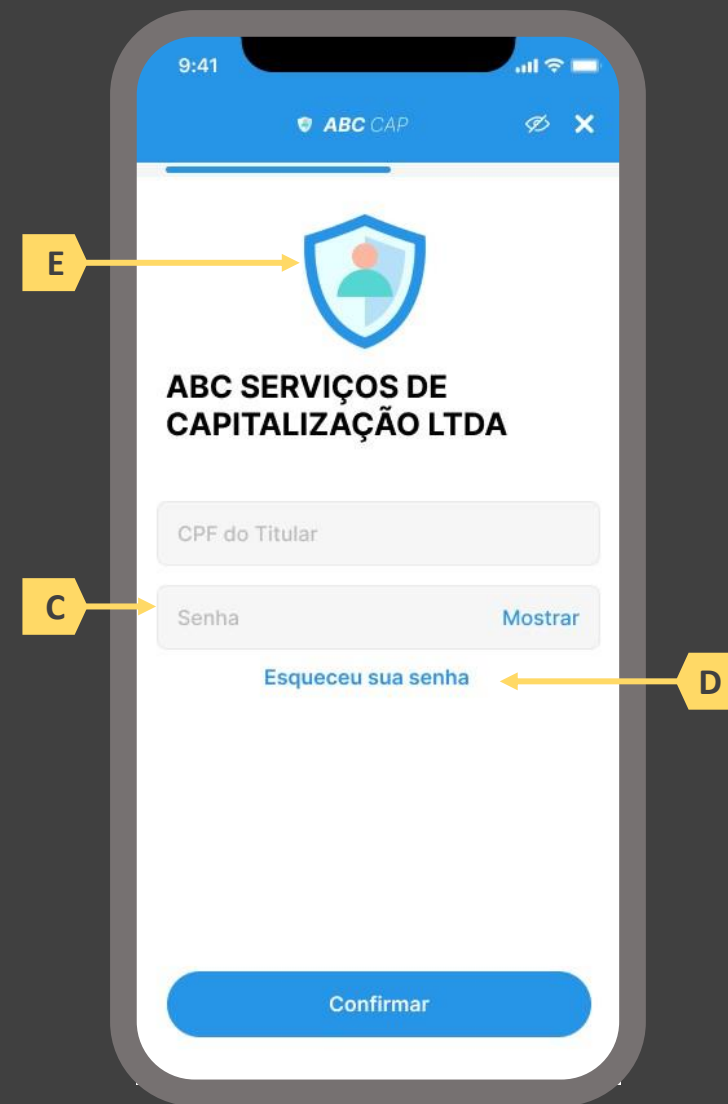 9:41
ABC CAP
E
ABC SERVIÇOS DE
CAPITALIZAÇÃO LTDA
CPF do Titular
C
Senha Mostrar
Esqueceu sua senha
D
Confirmar